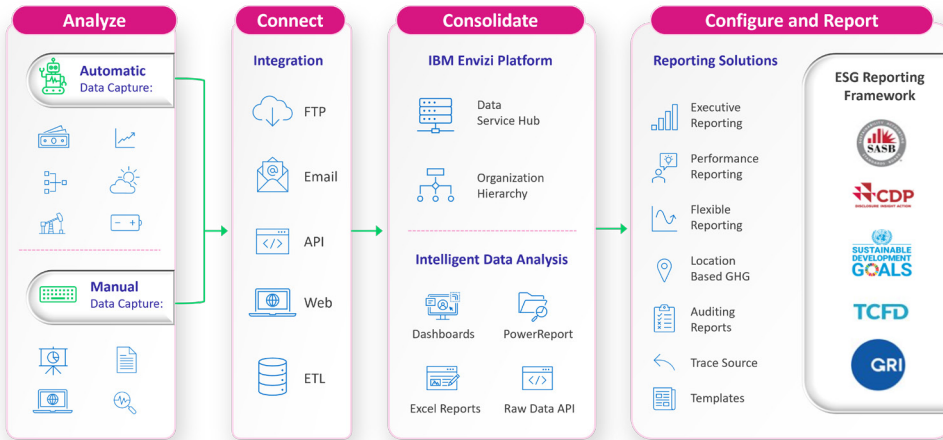 Analyze
Automatic
Data Capture:
Manual
Data Capture:
Connect
Integration
FTP
Email
API
Web
ETL
Consolidate
IBM Envizi Platform
Data
Service Hub
Organization
Hierarchy
Intelligent Data Analysis
Dashboards
PowerReport
Excel Reports
Raw Data API
Configure and Report
Reporting Solutions
Executive
Reporting
Performance
Reporting
Flexible
Reporting
Location
Based GHG
Auditing
Reports
Trace Source
Templates
ESG Reporting
Framework
SASB
CDP
DISCLOSURE INSIGHT ACTION
SUSTAINABLE
DEVELOPMENT
GOALS
TCFD
GRI